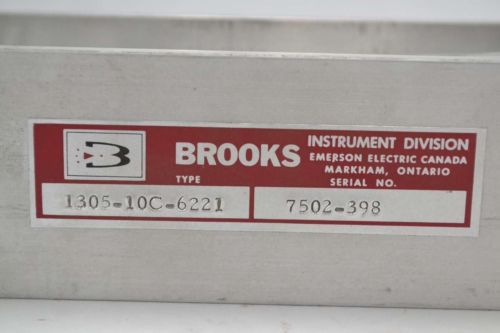 B
BROOKS
TYPE
INSTRUMENT DIVISION
EMERSON ELECTRIC CANADA
MARKHAM, ONTARIO
SERIAL NO.
1305-10C-6221
7502-398